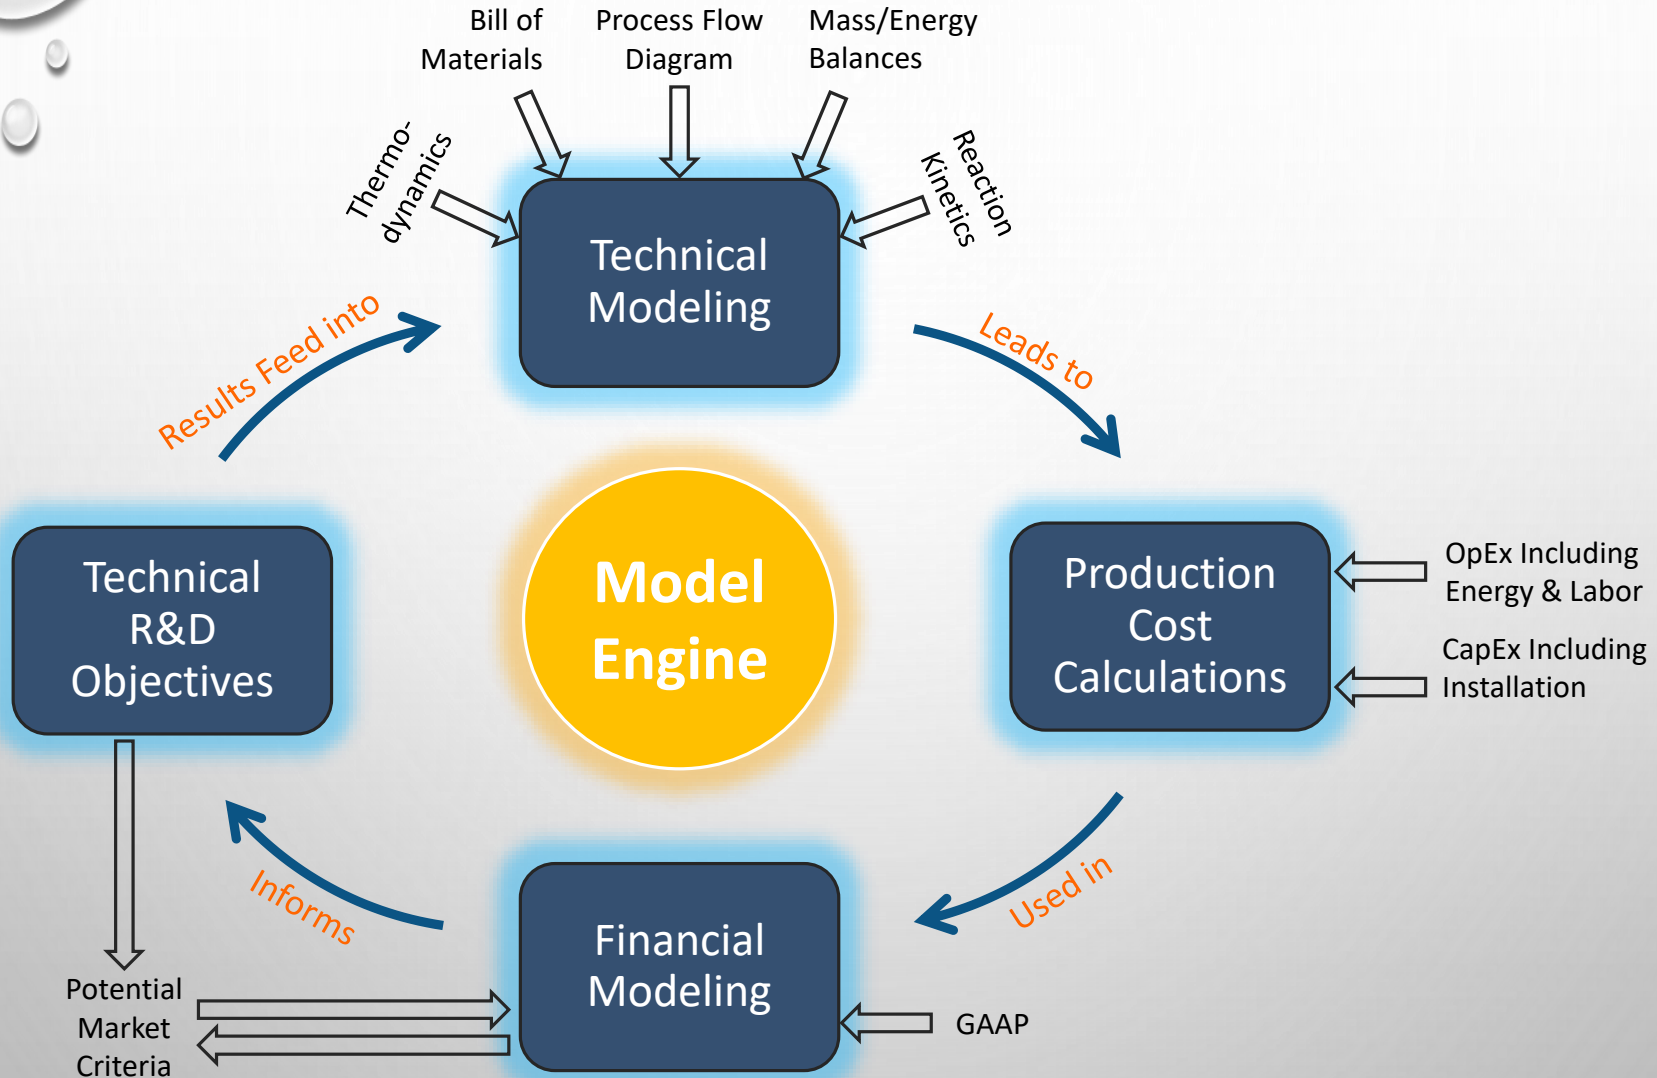 Bill of
Materials
Process Flow
Diagram
Mass/Energy
Balances
Thermo-
dynamics
Reaction
Kinetics
Technical
Modeling
Results Feed into
Leads to
Technical
R&D
Objectives
Model
Engine
Production
Cost
Calculations
OpEx Including
Energy & Labor
CapEx Including
Installation
Informs
Used in
Financial
Modeling
Potential
Market
Criteria
GAAP